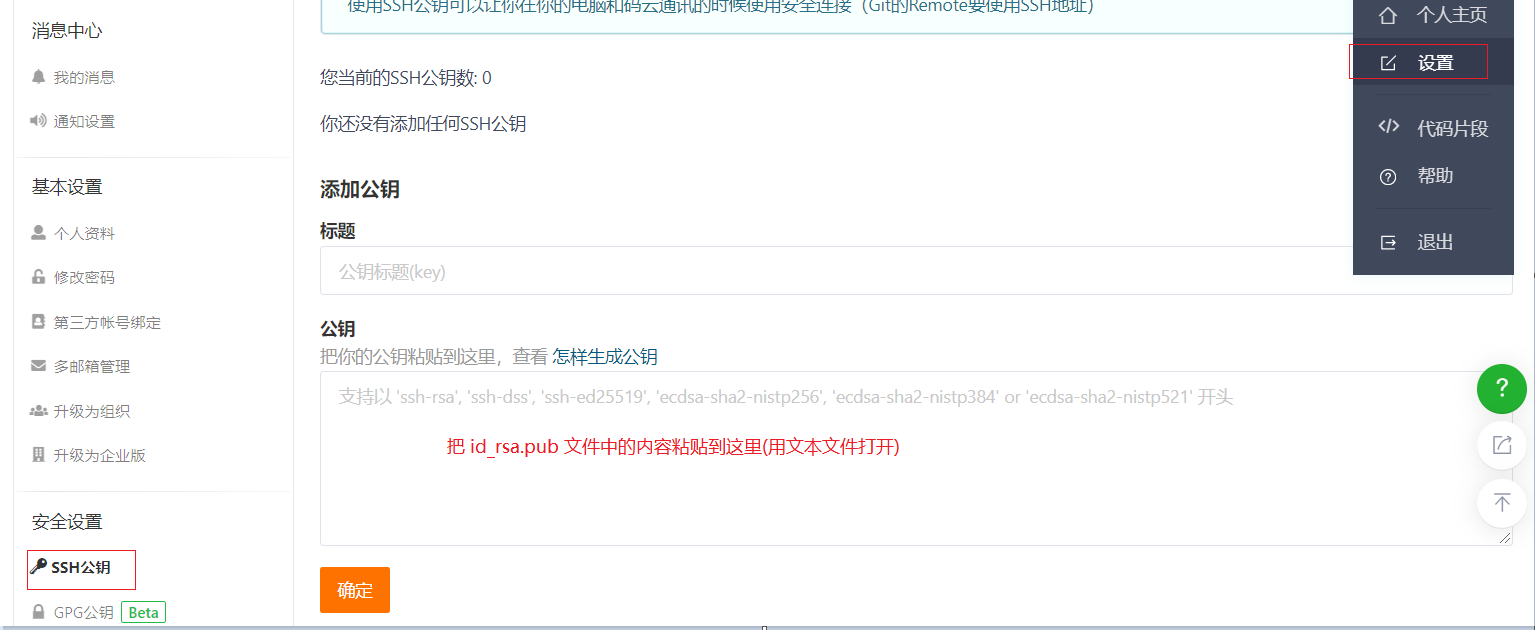 消息中心
我的消息
通知设置
基本设置
个人资料
修改密码
第三方帐号绑定
多邮箱管理
升级为组织
升级为企业版
安全设置
SSH公钥
GPG公钥 Beta
使用SSH公钥可以让你在你的电脑和码云通讯的时候使用安全连接（Git的Remote要使用SSH地址）
您当前的SSH公钥数: 0
你还没有添加任何SSH公钥
添加公钥
标题
公钥标题(key)
公钥
把你的公钥粘贴到这里，查看 怎样生成公钥
支持以 'ssh-rsa', 'ssh-dss', 'ssh-ed25519', 'ecdsa-sha2-nistp256', 'ecdsa-sha2-nistp384' or 'ecdsa-sha2-nistp521' 开头
把 id_rsa.pub 文件中的内容粘贴到这里(用文本文件打开)
确定
个人主页
设置
代码片段
帮助
退出